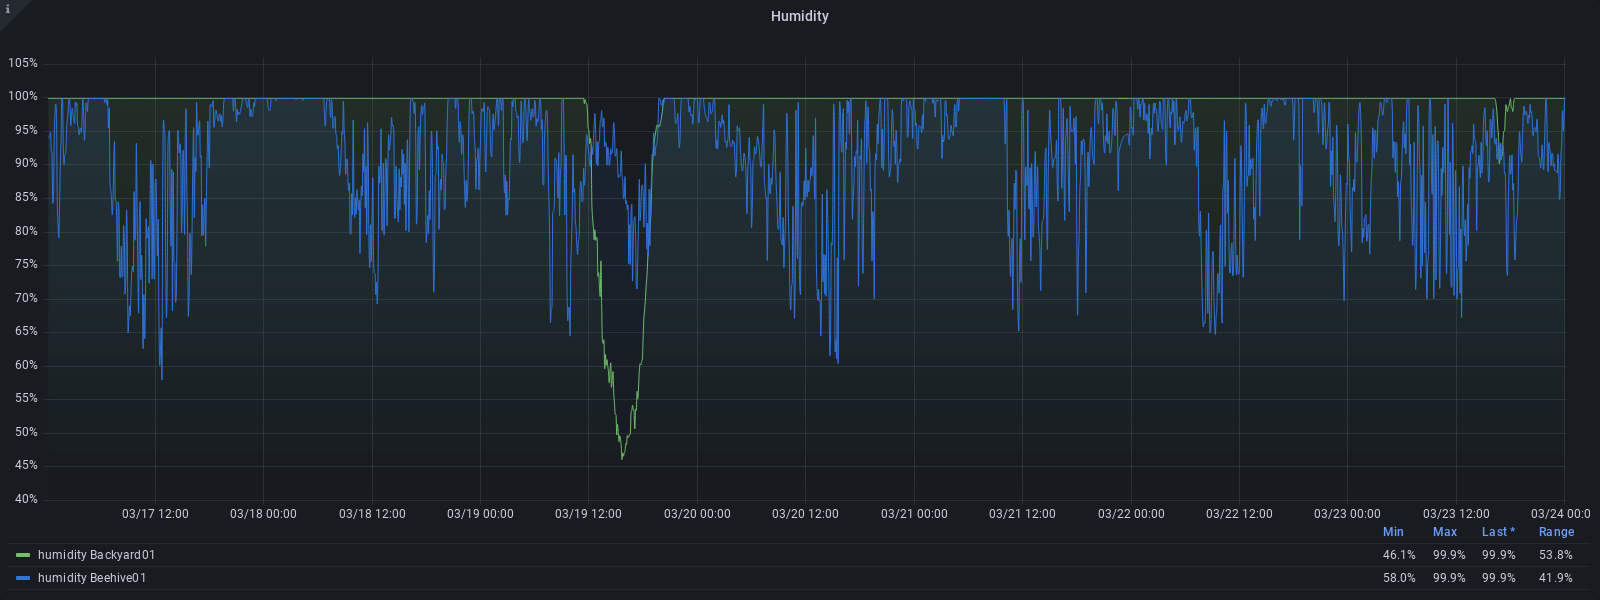 i
Humidity
105%
100%
95%
90%
85%
80%
75%
70%
65%
60%
55%
50%
45%
40%
03/17 12:00 03/18 00:00 03/18 12:00 03/19 00:00 03/19 12:00 03/20 00:00 03/20 12:00 03/21 00:00 03/21 12:00 03/22 00:00 03/22 12:00 03/23 00:00 03/23 12:00 03/24 00:0
Min Max Last * Range
humidity Backyard01 46.1% 99.9% 99.9% 53.8%
humidity Beehive01 58.0% 99.9% 99.9% 41.9%